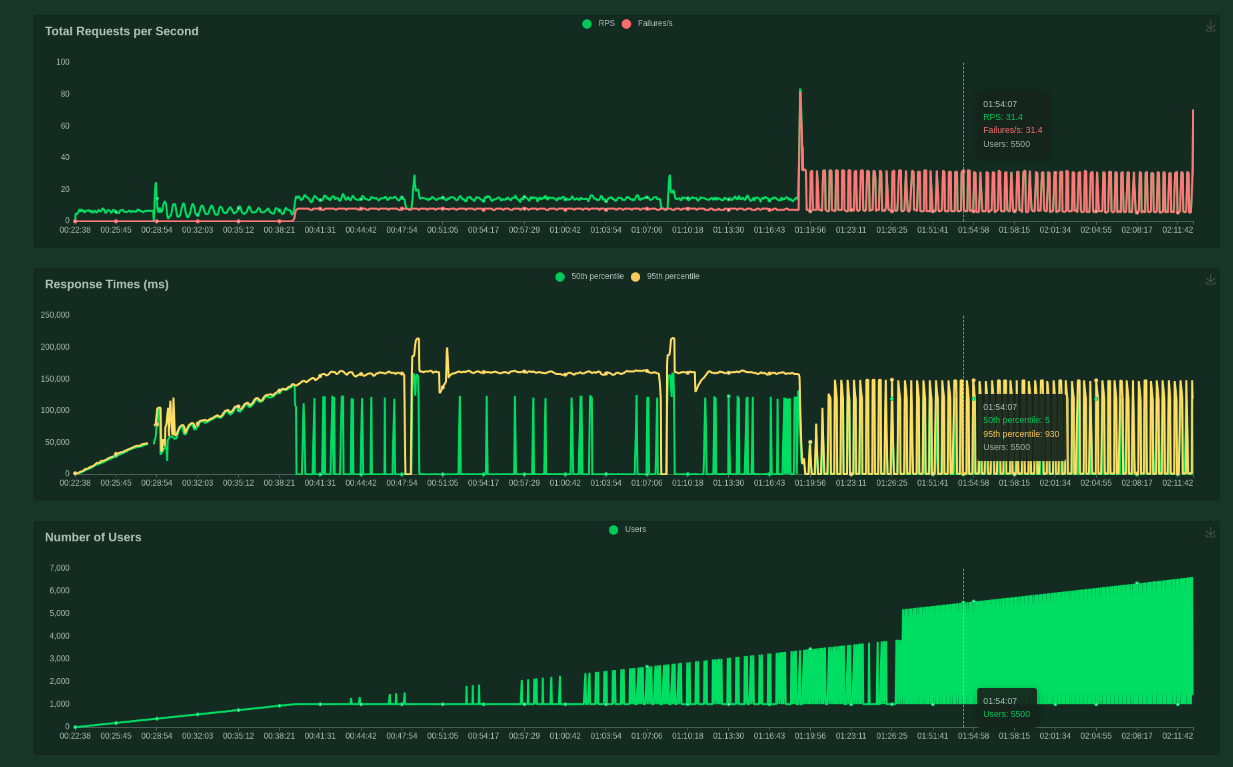 Total Requests per Second
RPS Failures/s
100
80
60
40
20
0
00:22:38 00:25:45 00:28:54 00:32:03 00:35:12 00:38:21 00:41:31 00:44:42 00:47:54 00:51:05 00:54:17 00:57:29 01:00:42 01:03:54 01:07:06 01:10:18 01:13:30 01:16:43 01:19:56 01:23:11 01:26:25 01:51:41 01:54:58 01:58:15 02:01:34 02:04:55 02:08:17 02:11:42
01:54:07
RPS: 31.4
Failures/s: 31.4
Users: 5500
Response Times (ms)
50th percentile 95th percentile
250,000
200,000
150,000
100,000
50,000
0
00:22:38 00:25:45 00:28:54 00:32:03 00:35:12 00:38:21 00:41:31 00:44:42 00:47:54 00:51:05 00:54:17 00:57:29 01:00:42 01:03:54 01:07:06 01:10:18 01:13:30 01:16:43 01:19:56 01:23:11 01:26:25 01:51:41 01:54:58 01:58:15 02:01:34 02:04:55 02:08:17 02:11:42
01:54:07
50th percentile: 5
95th percentile: 930
Users: 5500
Number of Users
Users
7,000
6,000
5,000
4,000
3,000
2,000
1,000
0
00:22:38 00:25:45 00:28:54 00:32:03 00:35:12 00:38:21 00:41:31 00:44:42 00:47:54 00:51:05 00:54:17 00:57:29 01:00:42 01:03:54 01:07:06 01:10:18 01:13:30 01:16:43 01:19:56 01:23:11 01:26:25 01:51:41 01:54:58 01:58:15 02:01:34 02:04:55 02:08:17 02:11:42
01:54:07
Users: 5500